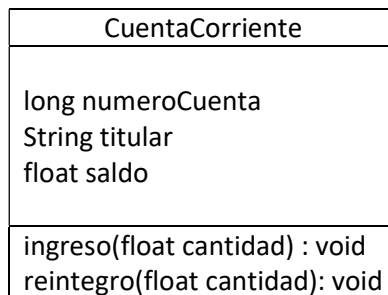 CuentaCorriente
long numeroCuenta
String titular
float saldo
ingreso(float cantidad) : void
reintegro(float cantidad): void